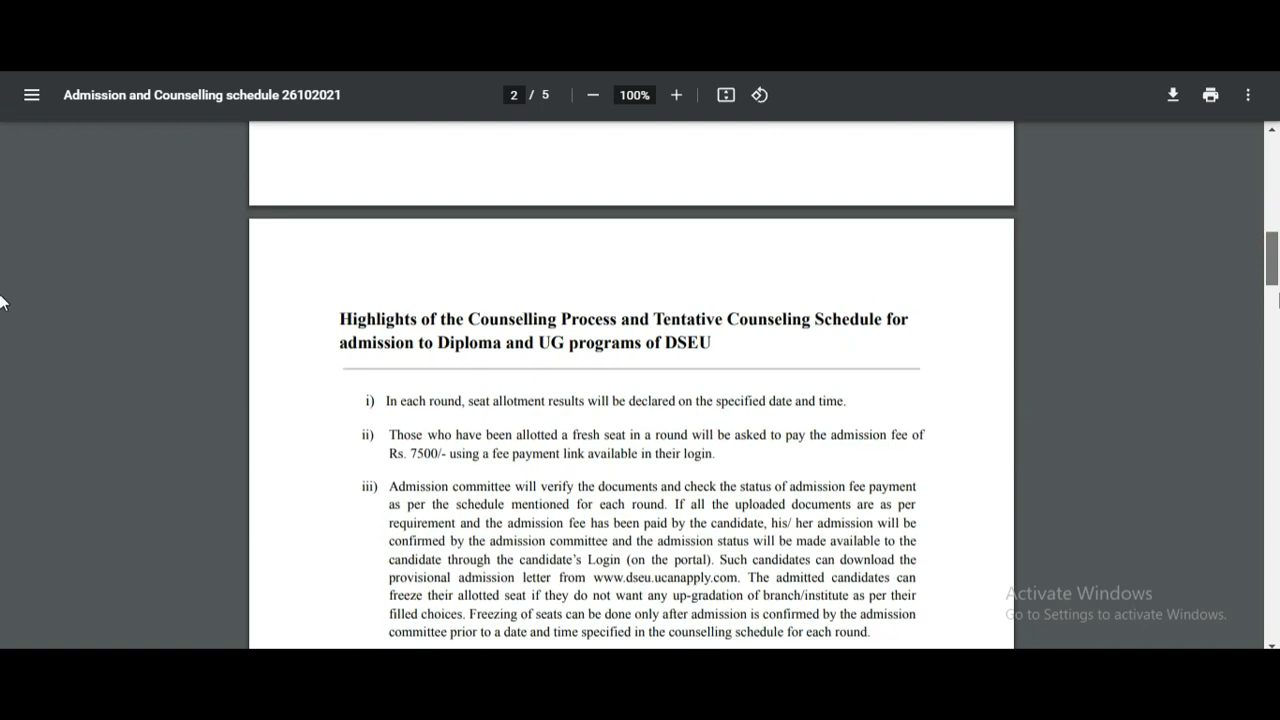 Admission and Counselling schedule 26102021
2 / 5
100%
Highlights of the Counselling Process and Tentative Counseling Schedule for
admission to Diploma and UG programs of DSEU
i) In each round, seat allotment results will be declared on the specified date and time.
ii) Those who have been allotted a fresh seat in a round will be asked to pay the admission fee of
Rs. 7500/- using a fee payment link available in their login.
iii) Admission committee will verify the documents and check the status of admission fee payment
as per the schedule mentioned for each round. If all the uploaded documents are as per
requirement and the admission fee has been paid by the candidate, his/ her admission will be
confirmed by the admission committee and the admission status will be made available to the
candidate through the candidate's Login (on the portal). Such candidates can download the
provisional admission letter from www.dseu.ucanapply.com. The admitted candidates can
freeze their allotted seat if they do not want any up-gradation of branch/institute as per their
filled choices. Freezing of seats can be done only after admission is confirmed by the admission
committee prior to a date and time specified in the counselling schedule for each round.
Activate Windows
Go to Settings to activate Windows.